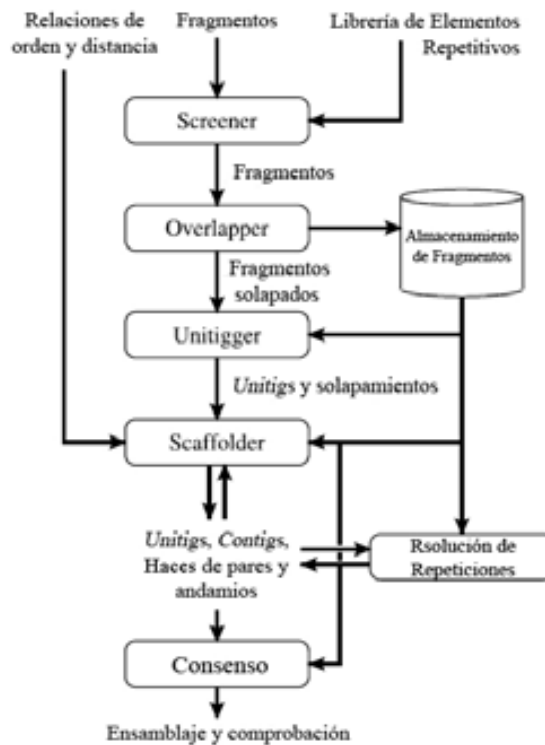 Relaciones de
orden y distancia
Fragmentos
Librería de Elementos
Repetitivos
Screener
Fragmentos
Overlapper
Almacenamiento
de Fragmentos
Fragmentos
solapados
Unitigger
Unitigs y solapamientos
Scaffolder
Unitigs, Contigs,
Haces de pares y
andamios
Rsolución de
Repeticiones
Consenso
Ensamblaje y comprobación